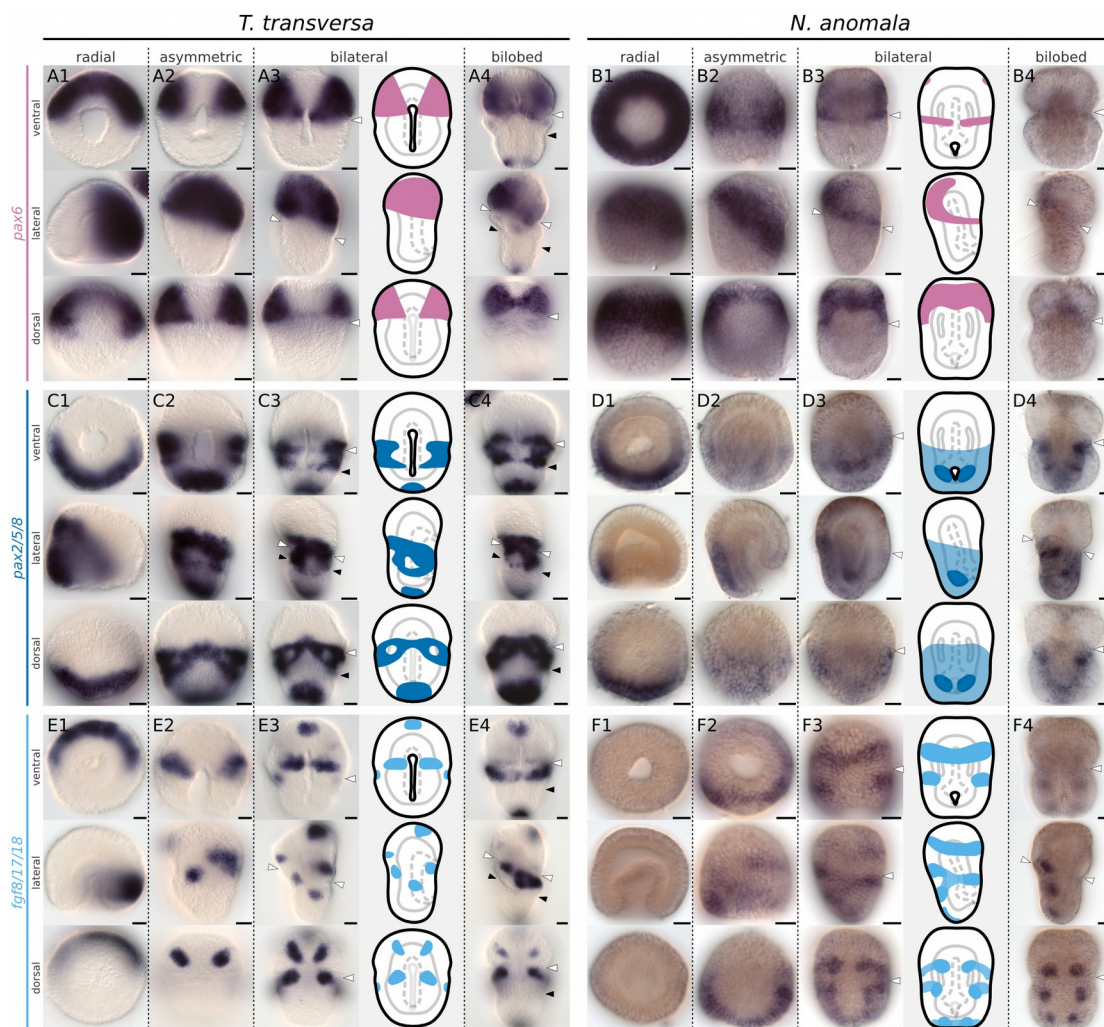 T. transversa N. anomala
radial asymmetric bilateral bilobed radial asymmetric bilateral bilobed
pax6
ventral A1 A2 A3 A4 B1 B2 B3 B4
lateral
dorsal
pax2/5/8
ventral C1 C2 C3 C4 D1 D2 D3 D4
lateral
dorsal
fgf8/17/18
ventral E1 E2 E3 E4 F1 F2 F3 F4
lateral
dorsal